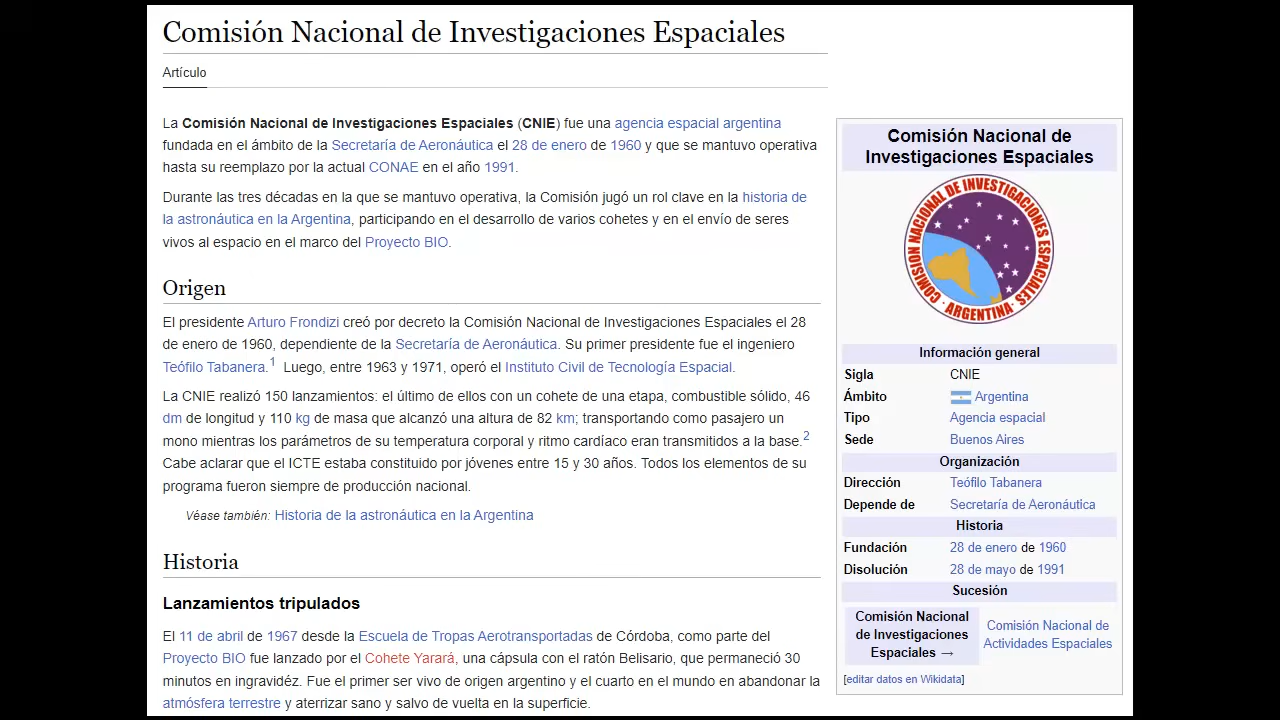 Comisión Nacional de Investigaciones Espaciales
Artículo
La Comisión Nacional de Investigaciones Espaciales (CNIE) fue una agencia espacial argentina
fundada en el ámbito de la Secretaría de Aeronáutica el 28 de enero de 1960 y que se mantuvo operativa
hasta su reemplazo por la actual CONAE en el año 1991.
Durante las tres décadas en la que se mantuvo operativa, la Comisión jugó un rol clave en la historia de
la astronáutica en la Argentina, participando en el desarrollo de varios cohetes y en el envío de seres
vivos al espacio en el marco del Proyecto BIO.
Origen
El presidente Arturo Frondizi creó por decreto la Comisión Nacional de Investigaciones Espaciales el 28
de enero de 1960, dependiente de la Secretaría de Aeronáutica. Su primer presidente fue el ingeniero
Teófilo Tabanera.1 Luego, entre 1963 y 1971, operó el Instituto Civil de Tecnología Espacial.
La CNIE realizó 150 lanzamientos: el último de ellos con un cohete de una etapa, combustible sólido, 46
dm de longitud y 110 kg de masa que alcanzó una altura de 82 km; transportando como pasajero un
mono mientras los parámetros de su temperatura corporal y ritmo cardíaco eran transmitidos a la base.2
Cabe aclarar que el ICTE estaba constituido por jóvenes entre 15 y 30 años. Todos los elementos de su
programa fueron siempre de producción nacional.
Véase también: Historia de la astronáutica en la Argentina
Historia
Lanzamientos tripulados
El 11 de abril de 1967 desde la Escuela de Tropas Aerotransportadas de Córdoba, como parte del
Proyecto BIO fue lanzado por el Cohete Yarará, una cápsula con el ratón Belisario, que permaneció 30
minutos en ingravidéz. Fue el primer ser vivo de origen argentino y el cuarto en el mundo en abandonar la
atmósfera terrestre y aterrizar sano y salvo de vuelta en la superficie.
Comisión Nacional de
Investigaciones Espaciales
COMISION NACIONAL DE INVESTIGACIONES ESPACIALES
· ARGENTINA ·
Información general
Sigla CNIE
Ámbito Argentina
Tipo Agencia espacial
Sede Buenos Aires
Organización
Dirección Teófilo Tabanera
Depende de Secretaría de Aeronáutica
Historia
Fundación 28 de enero de 1960
Disolución 28 de mayo de 1991
Sucesión
Comisión Nacional
de Investigaciones
Espaciales →
Comisión Nacional de
Actividades Espaciales
[editar datos en Wikidata]